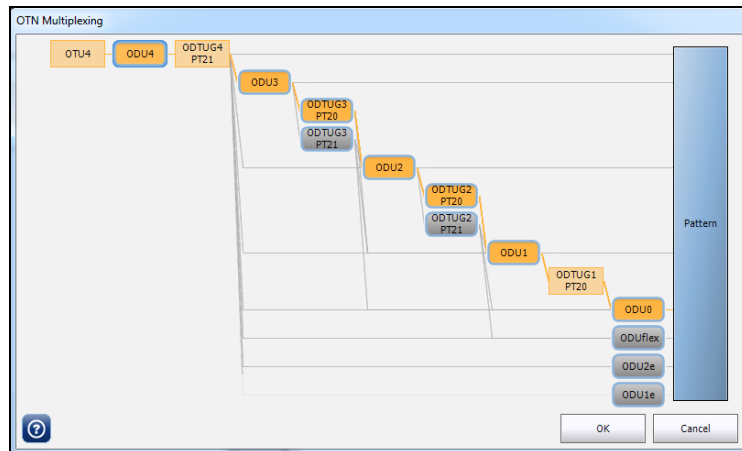 OTN Multiplexing
OTU4
ODU4
ODTUG4
PT21
ODU3
ODTUG3
PT20
ODTUG3
PT21
ODU2
ODTUG2
PT20
ODTUG2
PT21
Pattern
ODU1
ODTUG1
PT20
ODU0
ODUflex
ODU2e
ODU1e
?
OK
Cancel